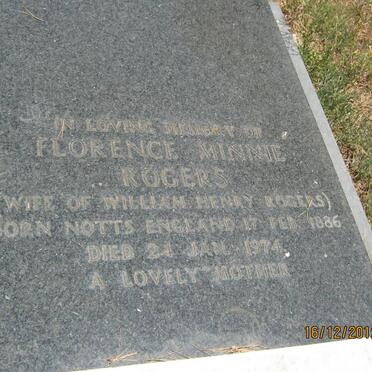 IN LOVING MEMORY OF
FLORENCE MINNIE
ROGERS
(WIFE OF WILLIAM HENRY ROGERS)
BORN NOTTS ENGLAND 17 FEB 1886
DIED 24 JAN. 1974.
A LOVELY MOTHER
16/12/201